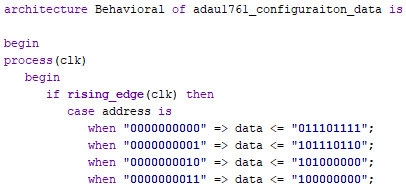 architecture Behavioral of adau1761_configuraiton_data is
begin
process(clk)
begin
if rising_edge(clk) then
case address is
when "0000000000" => data <= "011101111";
when "0000000001" => data <= "101110110";
when "0000000010" => data <= "101000000";
when "0000000011" => data <= "100000000";